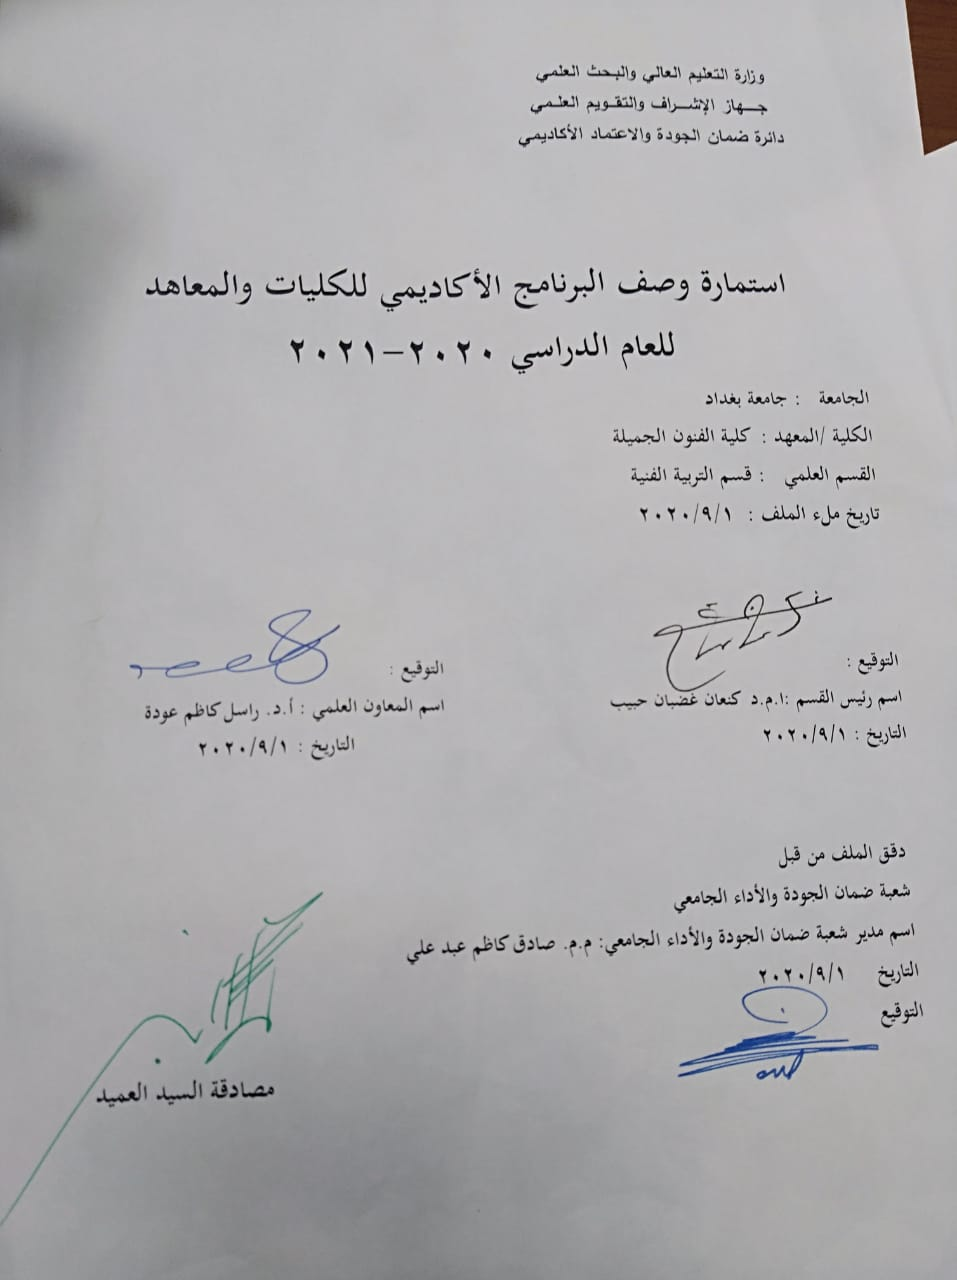 وزارة التعليم العالي والبحث العلمي
جهاز الإشراف والتقويم العلمي
دائرة ضمان الجودة والاعتماد الأكاديمي
استمارة وصف البرنامج الأكاديمي للكليات والمعاهد
للعام الدراسي ٢٠٢٠-٢٠٢١
الجامعة : جامعة بغداد
الكلية /المعهد : كلية الفنون الجميلة
القسم العلمي : قسم التربية الفنية
تاريخ ملء الملف : ٢٠٢٠/٩/١
التوقيع :
اسم رئيس القسم :ا.م.د كنعان غضبان حبيب
التاريخ : ٢٠٢٠/٩/١
التوقيع :
اسم المعاون العلمي : أ.د. راسل كاظم عودة
التاريخ : ٢٠٢٠/٩/١
دقق الملف من قبل
شعبة ضمان الجودة والأداء الجامعي
اسم مدير شعبة ضمان الجودة والأداء الجامعي: م.م. صادق كاظم عبد علي
التاريخ ٢٠٢٠/٩/١
التوقيع
مصادقة السيد العميد